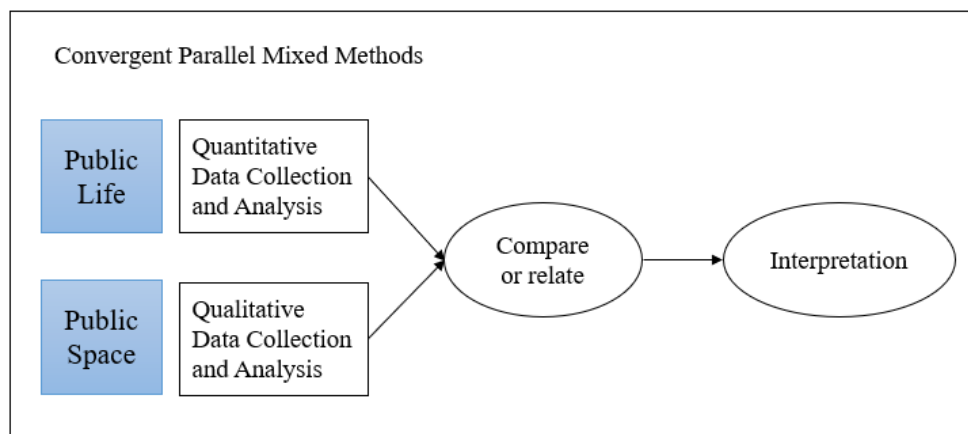 Convergent Parallel Mixed Methods
Public
Life
Quantitative
Data Collection
and Analysis
Compare
or relate
Interpretation
Public
Space
Qualitative
Data Collection
and Analysis